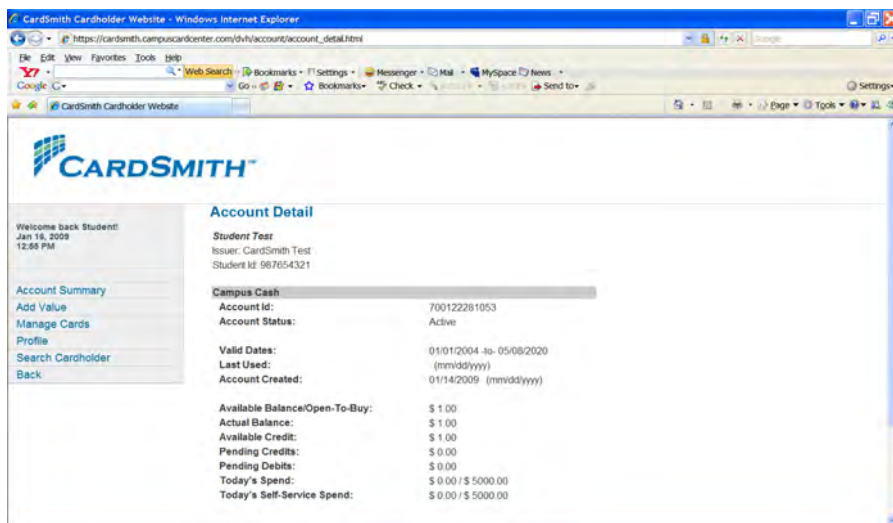 CardSmith Cardholder Website - Windows Internet Explorer
https://cardsmith.campuscardcenter.com/dvh/account/account_detail.html
File Edit View Favorites Tools Help
Y7 Web Search Bookmarks Settings Messenger Mail MySpace News
Google G Go Bookmarks Check Send to Settings
CardSmith Cardholder Website Page Tools
CARDSMITH
Account Detail
Welcome back Student!
Jan 16, 2009
12:55 PM
Student Test
Issuer: CardSmith Test
Student Id: 987654321
Account Summary
Add Value
Manage Cards
Profile
Search Cardholder
Back
Campus Cash
Account Id: 700122281053
Account Status: Active
Valid Dates: 01/01/2004 -to- 05/08/2020
Last Used: (mm/dd/yyyy)
Account Created: 01/14/2009 (mm/dd/yyyy)
Available Balance/Open-To-Buy: $ 1.00
Actual Balance: $ 1.00
Available Credit: $ 1.00
Pending Credits: $ 0.00
Pending Debits: $ 0.00
Today's Spend: $ 0.00 / $ 5000.00
Today's Self-Service Spend: $ 0.00 / $ 5000.00